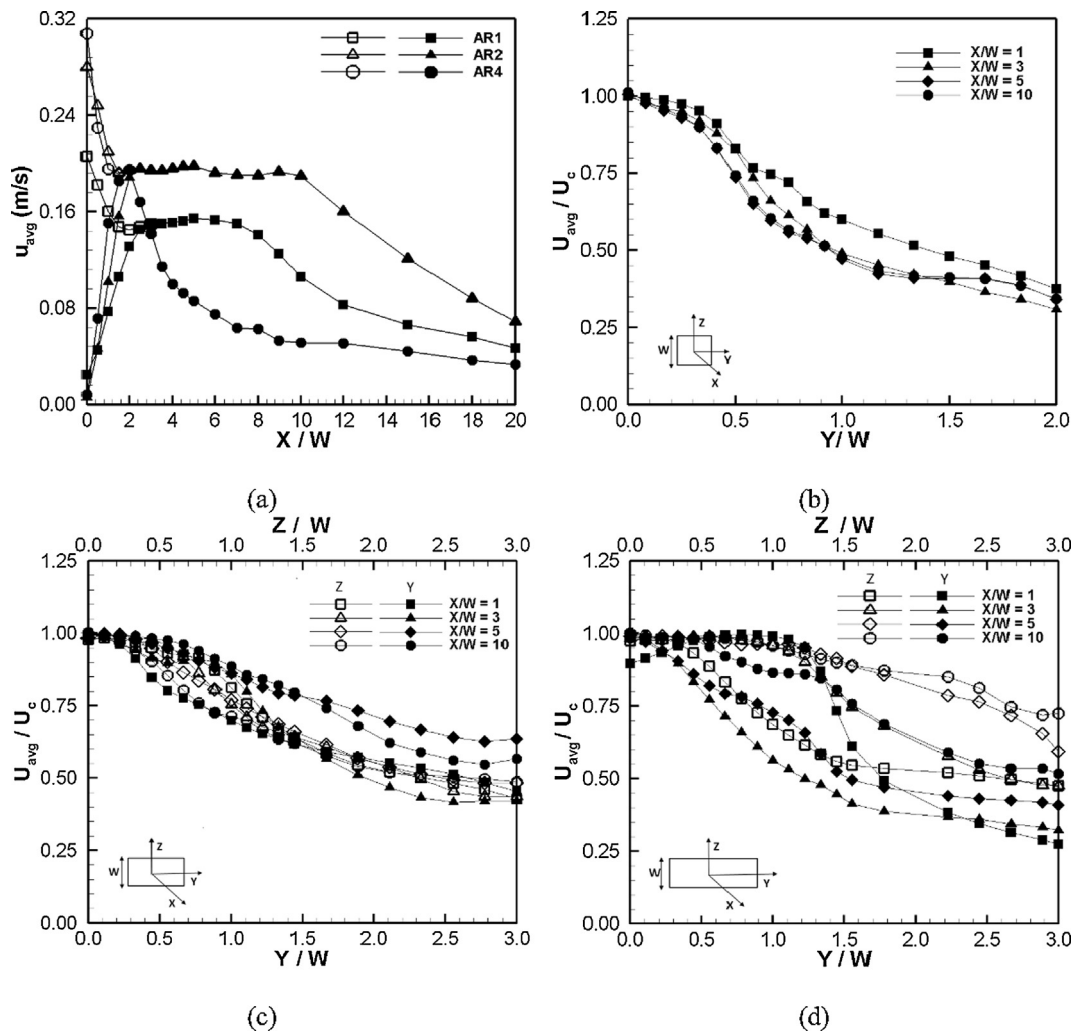 0.32
0.24
0.16
0.08
0.00
u_avg (m/s)
AR1
AR2
AR4
0 2 4 6 8 10 12 14 16 18 20
X / W
(a)
1.25
1.00
0.75
0.50
0.25
0.00
U_avg / U_c
X/W = 1
X/W = 3
X/W = 5
X/W = 10
W
Z
Y
X
0.0 0.5 1.0 1.5 2.0
Y/ W
(b)
Z / W
0.0 0.5 1.0 1.5 2.0 2.5 3.0
1.25
1.00
0.75
0.50
0.25
0.00
U_avg / U_c
Z Y
X/W = 1
X/W = 3
X/W = 5
X/W = 10
W
Z
Y
X
0.0 0.5 1.0 1.5 2.0 2.5 3.0
Y / W
(c)
Z / W
0.0 0.5 1.0 1.5 2.0 2.5 3.0
1.25
1.00
0.75
0.50
0.25
0.00
U_avg / U_c
Z Y
X/W = 1
X/W = 3
X/W = 5
X/W = 10
W
Z
Y
X
0.0 0.5 1.0 1.5 2.0 2.5 3.0
Y / W
(d)